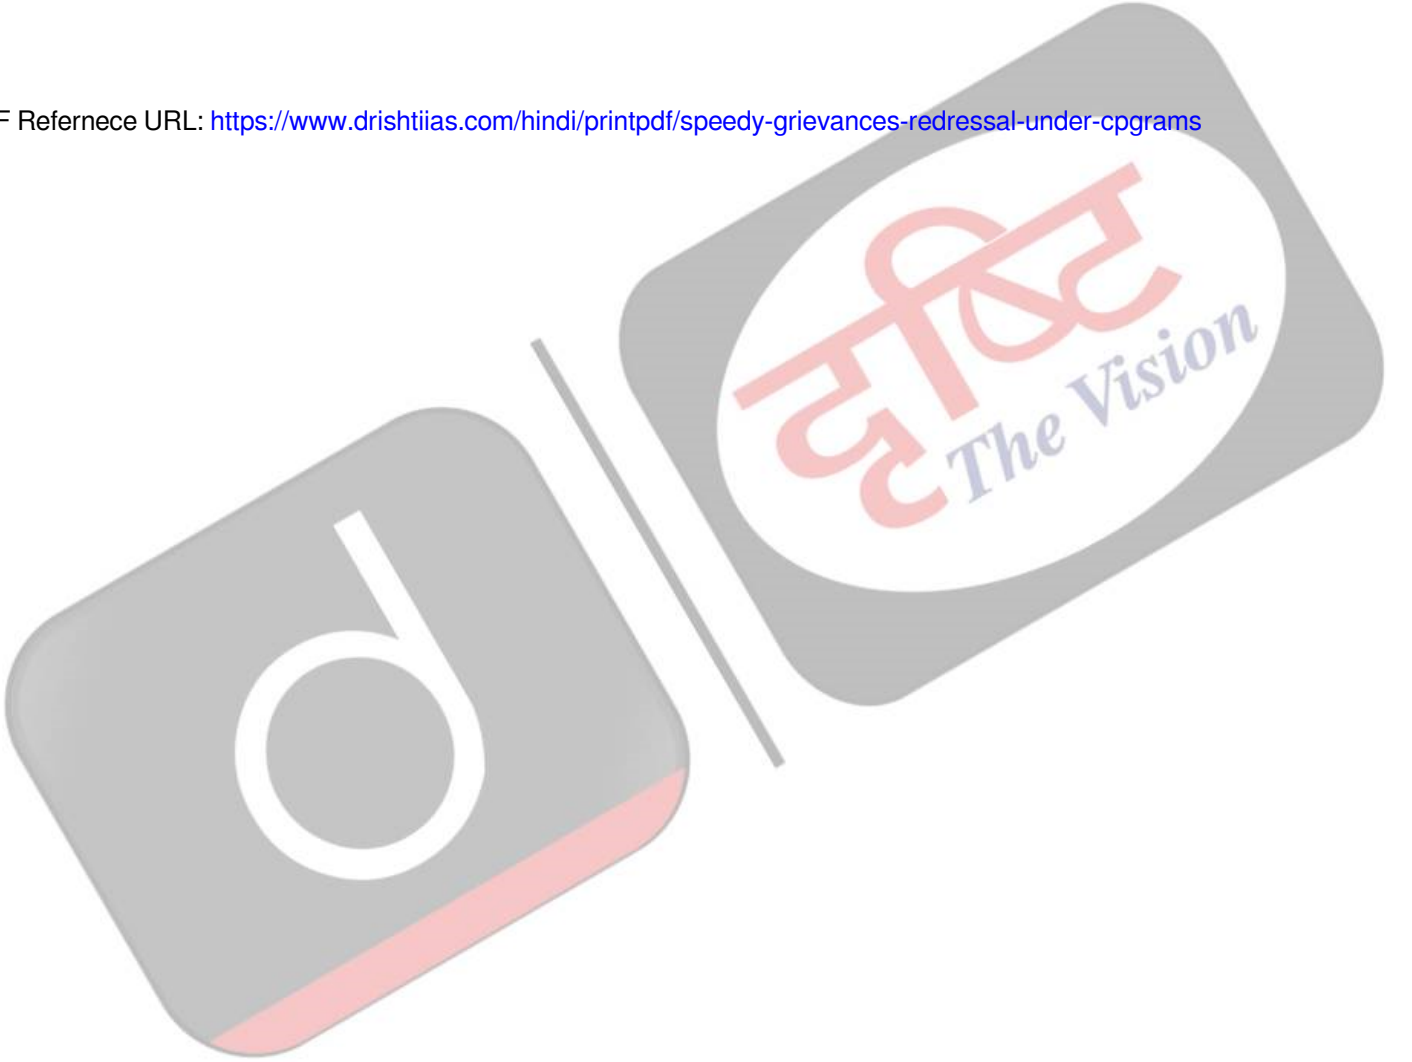 F Refernece URL: https://www.drishtiias.com/hindi/printpdf/speedy-grievances-redressal-under-cpgrams
दृष्टि
The Vision
d